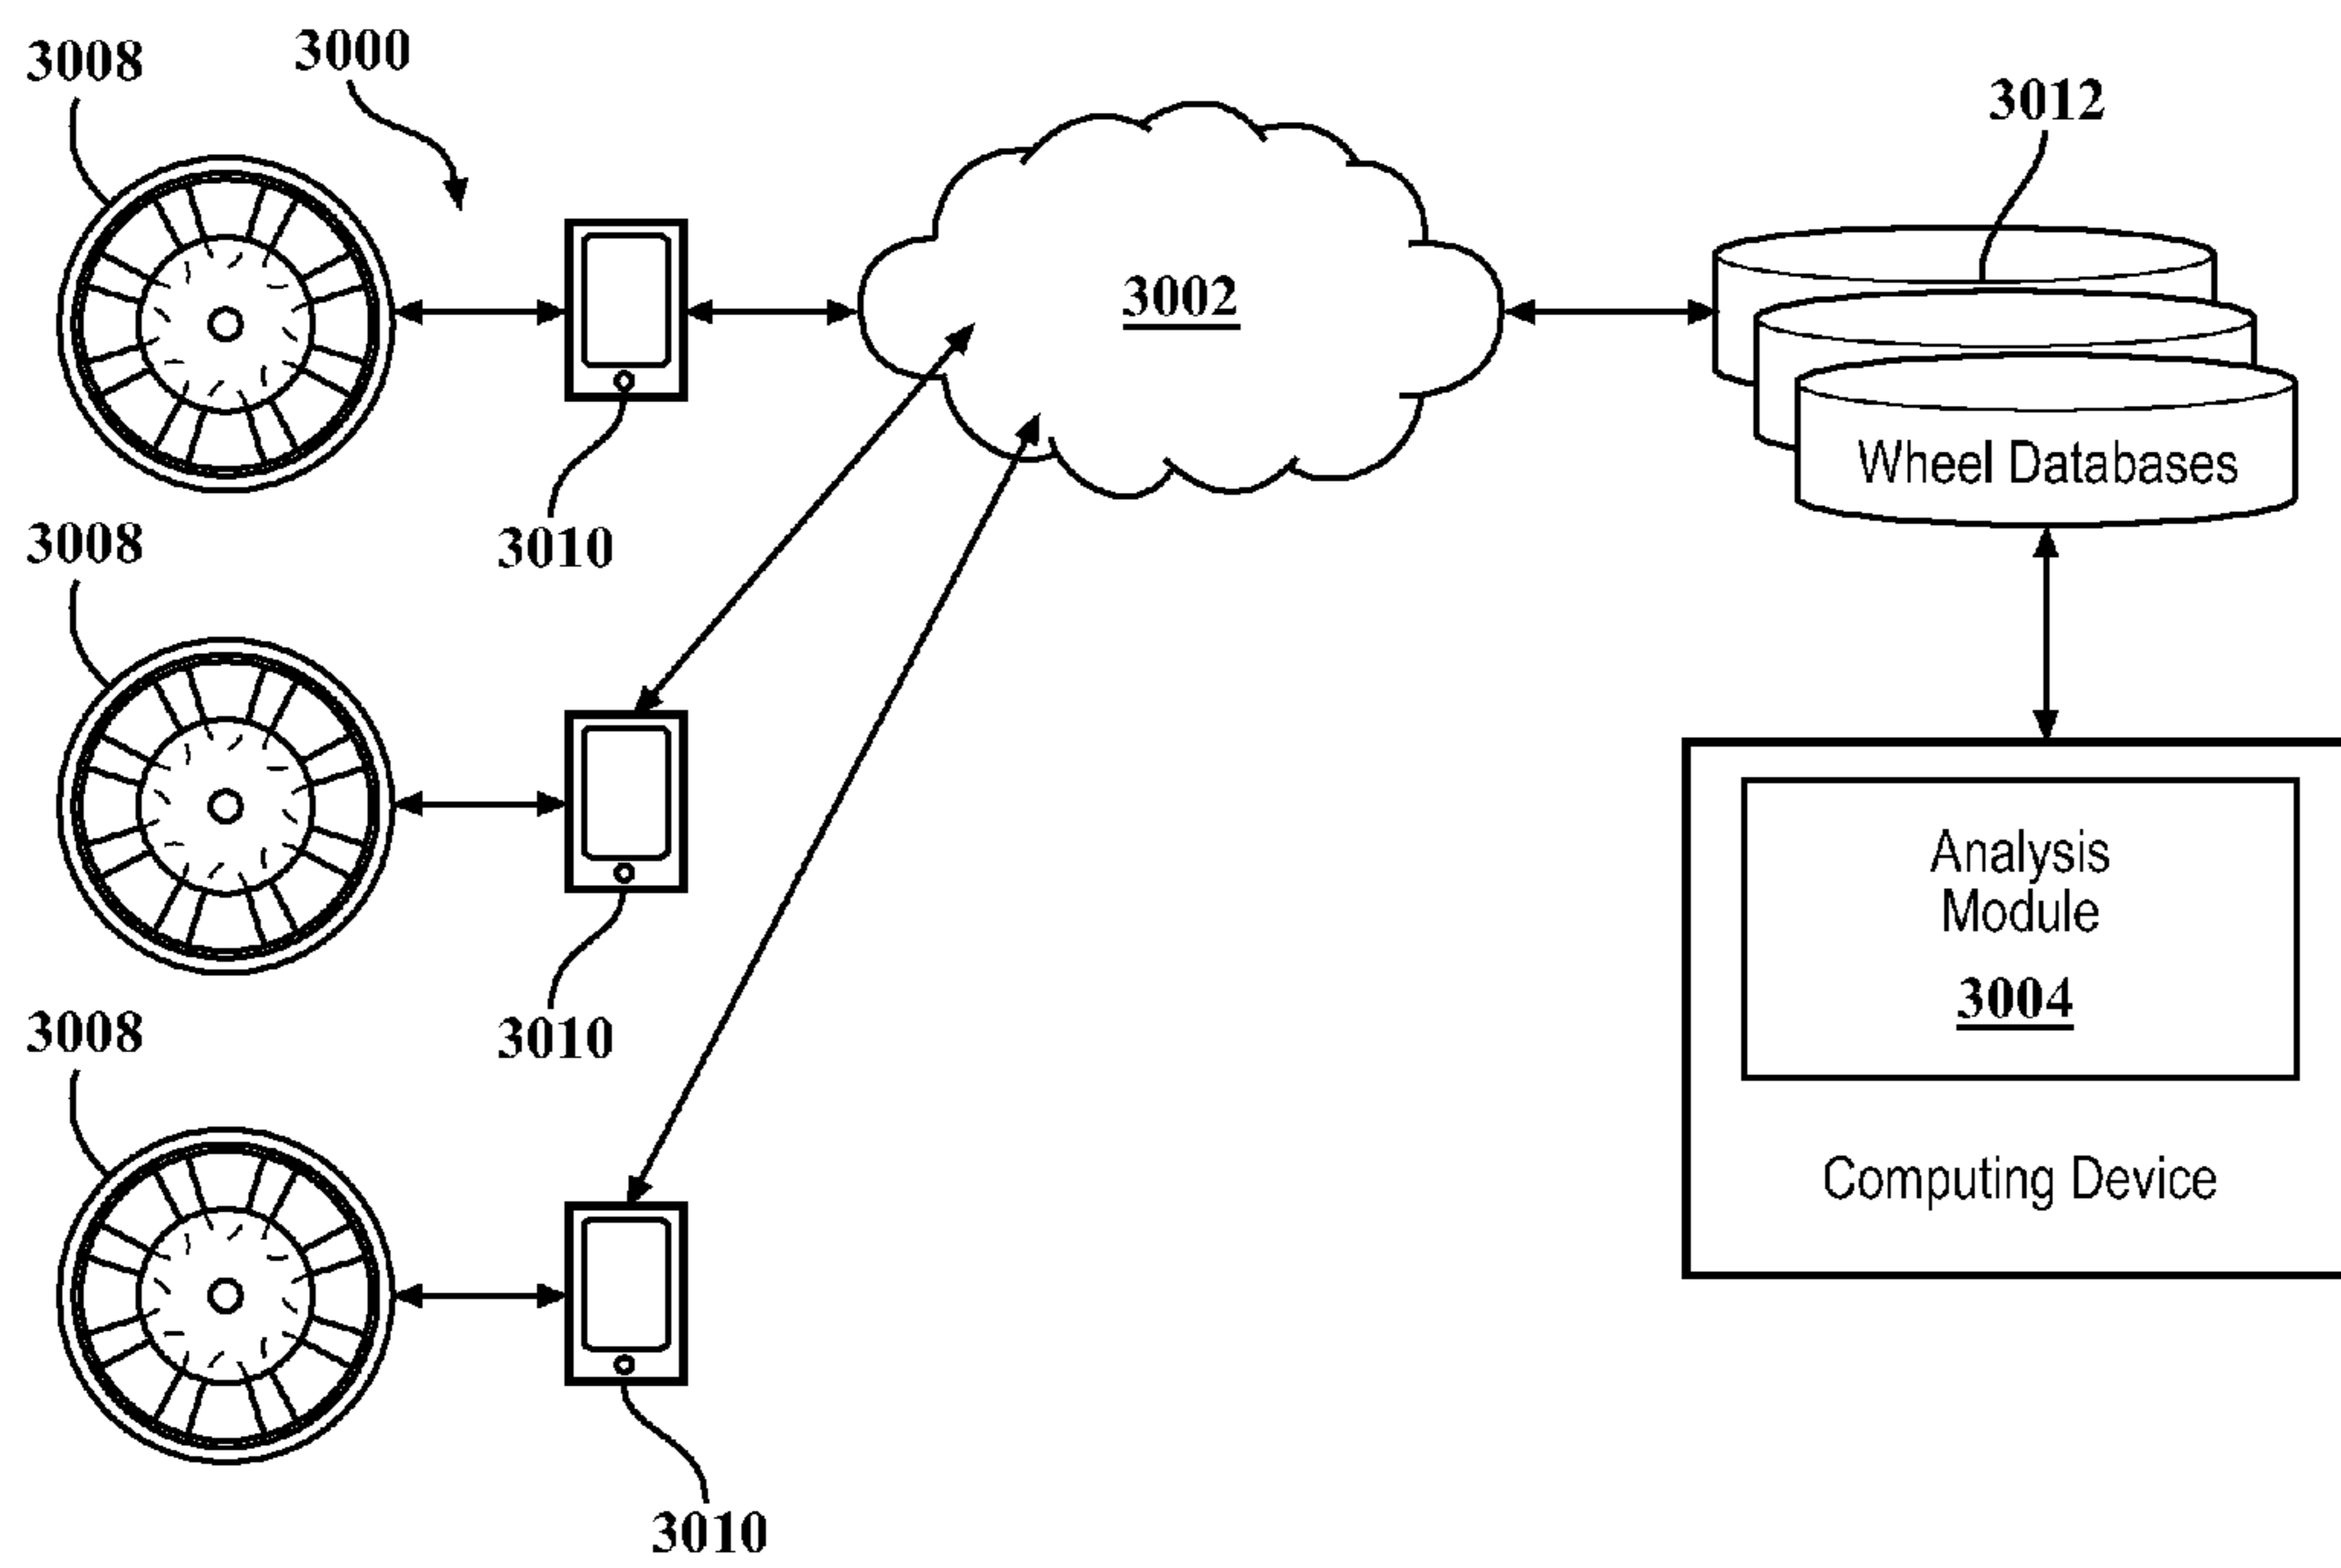 3008
3000
3012
3002
Wheel Databases
3010
3008
Analysis
Module
3004
3010
3008
Computing Device
3010